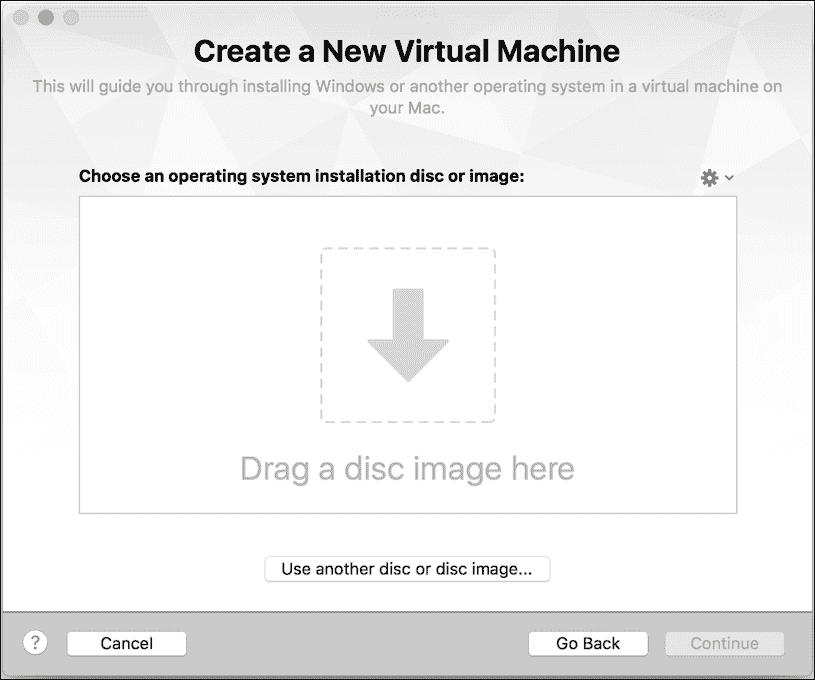 Create a New Virtual Machine
This will guide you through installing Windows or another operating system in a virtual machine on
your Mac.
Choose an operating system installation disc or image:
Drag a disc image here
Use another disc or disc image...
? Cancel Go Back Continue